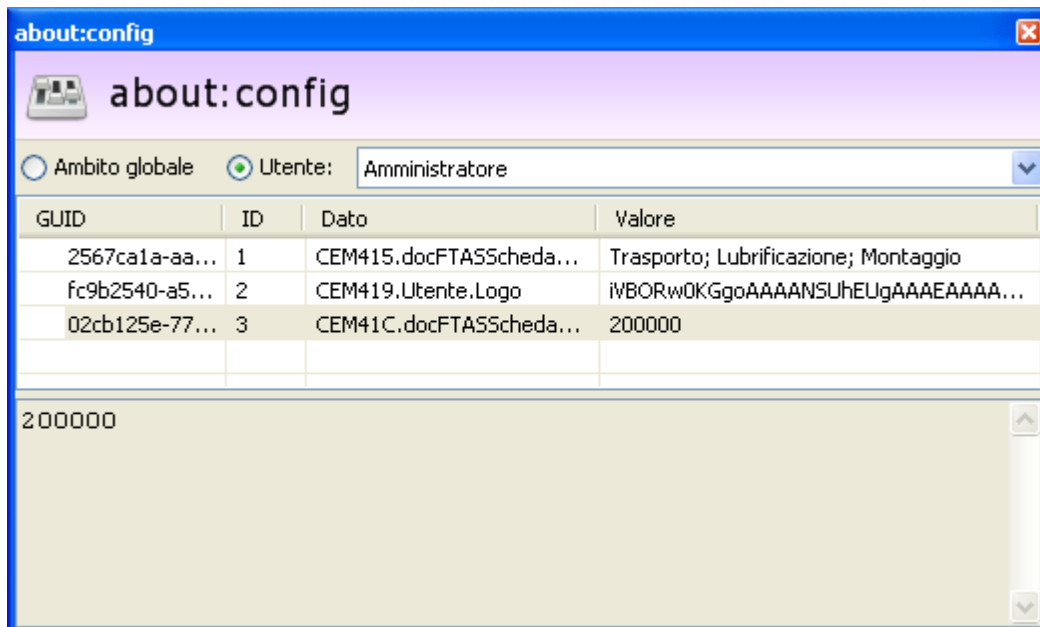 about:config
about:config
Ambito globale Utente: Amministratore
GUID ID Dato Valore
2567ca1a-aa... 1 CEM415.docFTASScheda... Trasporto; Lubrificazione; Montaggio
fc9b2540-a5... 2 CEM419.Utente.Logo iVBORw0KGgoAAAANSUhEUgAAAEAAAA...
02cb125e-77... 3 CEM41C.docFTASScheda... 200000
200000